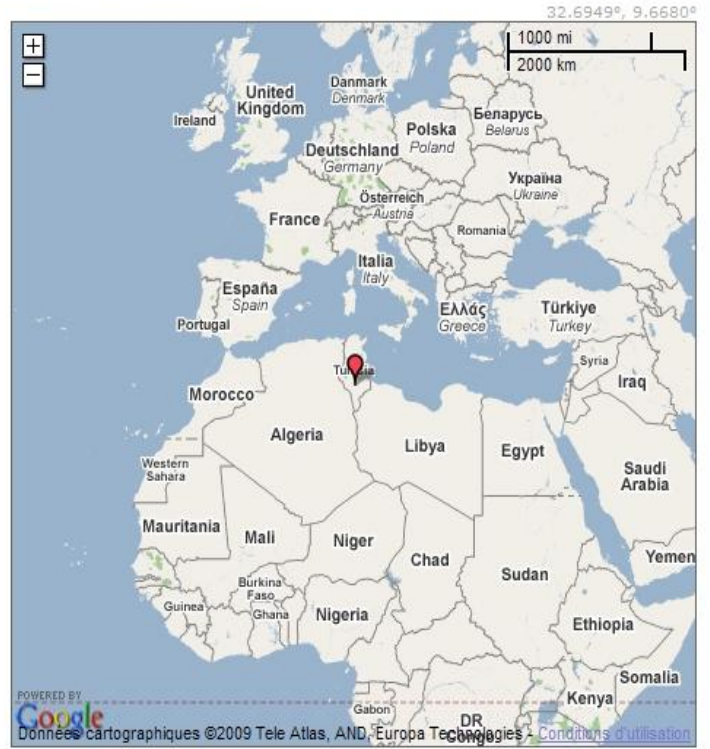 32.6949°, 9.6680°
+
−
1000 mi
2000 km
Danmark
Denmark
United
Kingdom
Ireland
Беларусь
Belarus
Polska
Poland
Deutschland
Germany
Україна
Ukraine
Österreich
Austria
France
Romania
Italia
Italy
España
Spain
Portugal
Ελλάς
Greece
Türkiye
Turkey
Syria
Iraq
Morocco
Algeria
Libya
Egypt
Western
Sahara
Saudi
Arabia
Mauritania
Mali
Niger
Chad
Sudan
Yemen
Burkina
Faso
Guinea
Ghana
Nigeria
Ethiopia
Somalia
Kenya
Gabon
DR
Congo
POWERED BY
Google
Données cartographiques ©2009 Tele Atlas, AND, Europa Technologies - Conditions d'utilisation